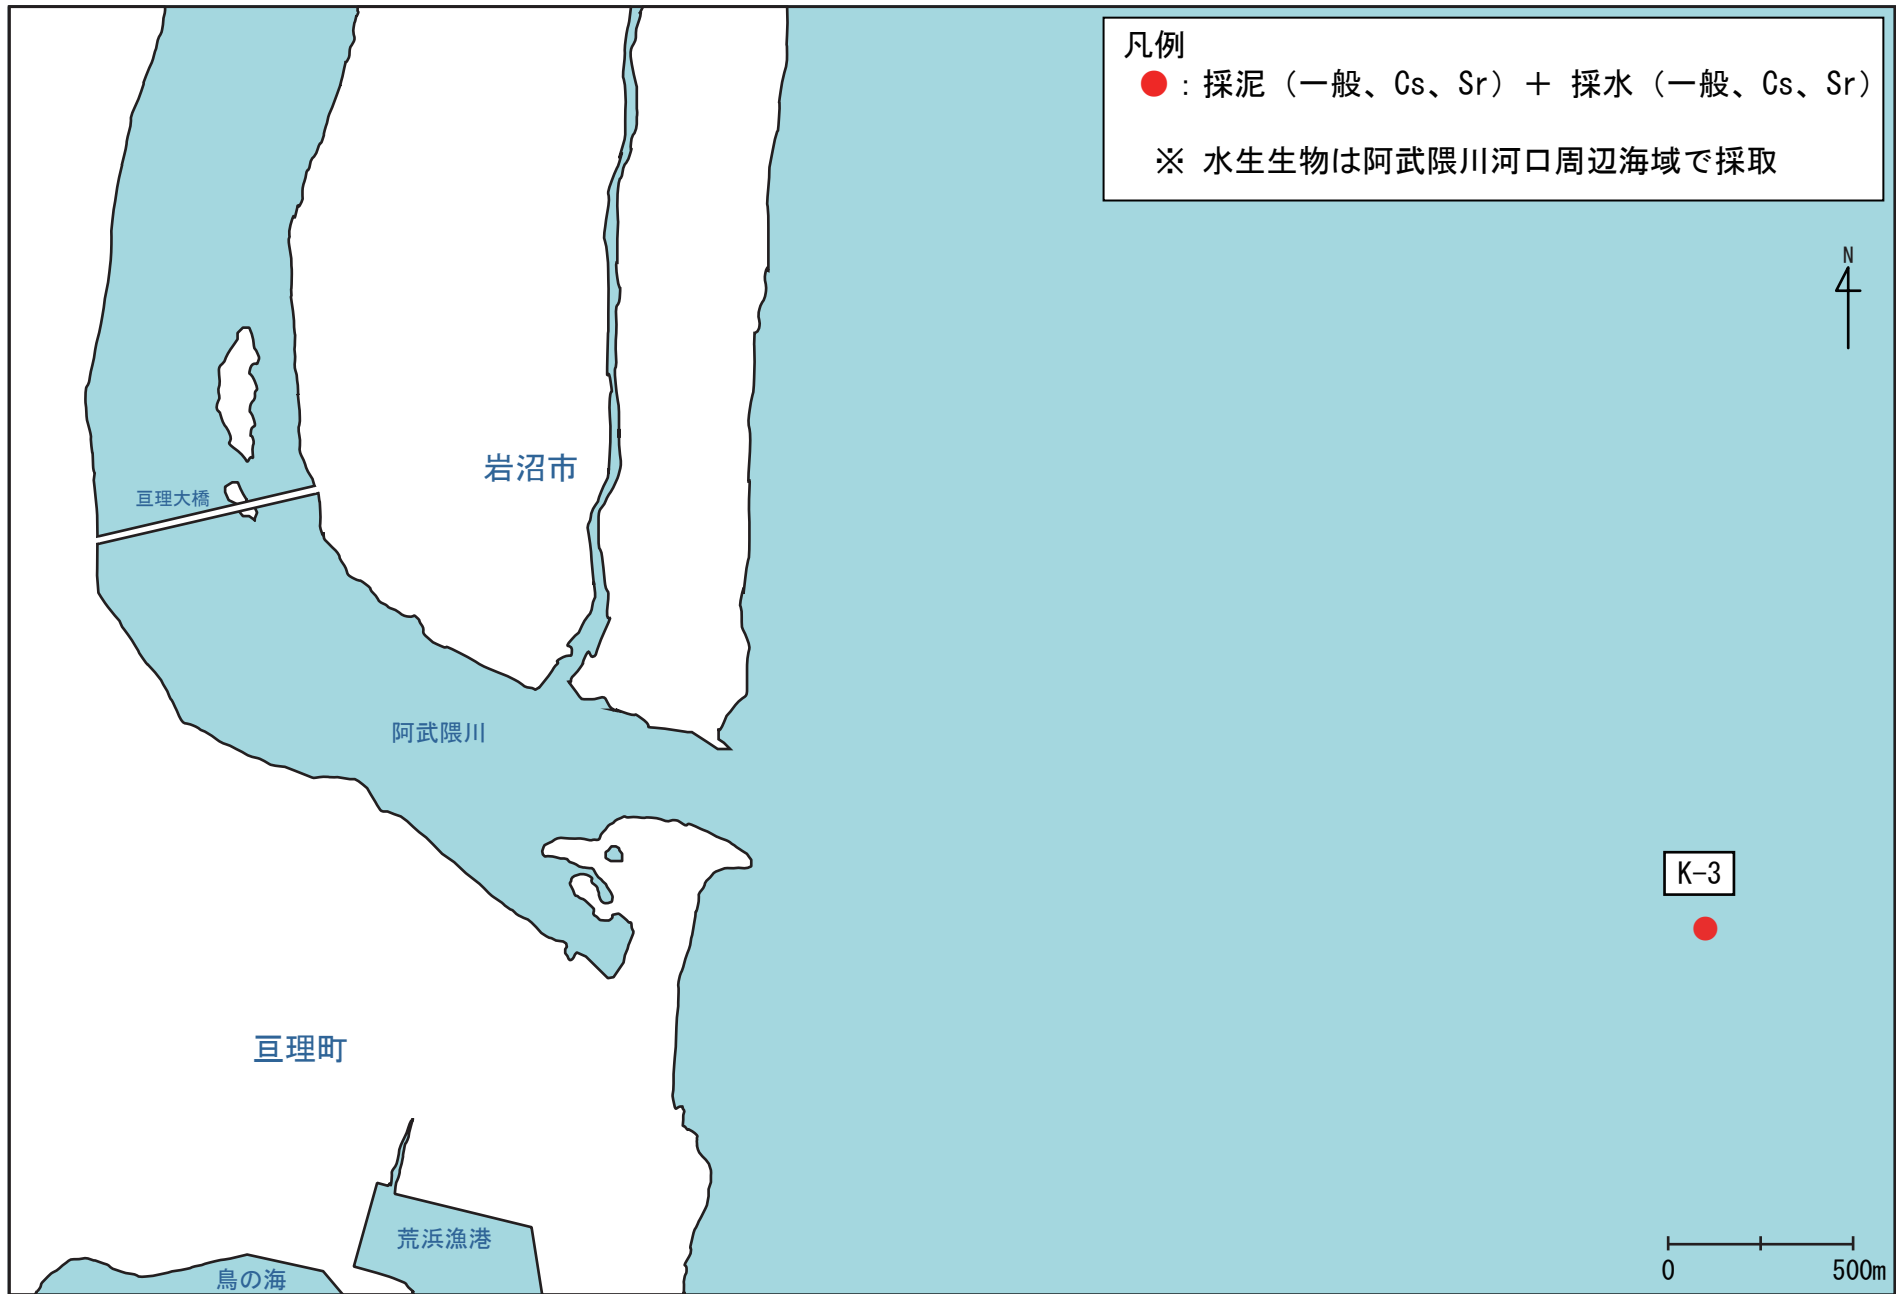 凡例
●：採泥（一般、Cs、Sr）＋ 採水（一般、Cs、Sr）
※ 水生生物は阿武隈川河口周辺海域で採取
N
岩沼市
亘理大橋
阿武隈川
K-3
亘理町
荒浜漁港
鳥の海
0 500m